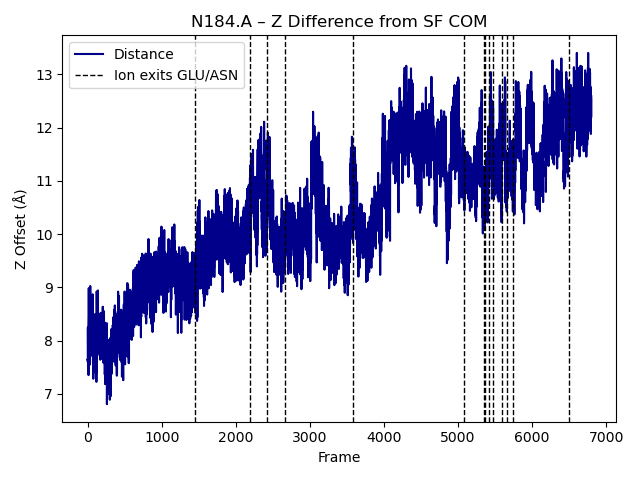 N184.A – Z Difference from SF COM
Distance
Ion exits GLU/ASN
Z Offset (Å)
13
12
11
10
9
8
7
0 1000 2000 3000 4000 5000 6000 7000
Frame